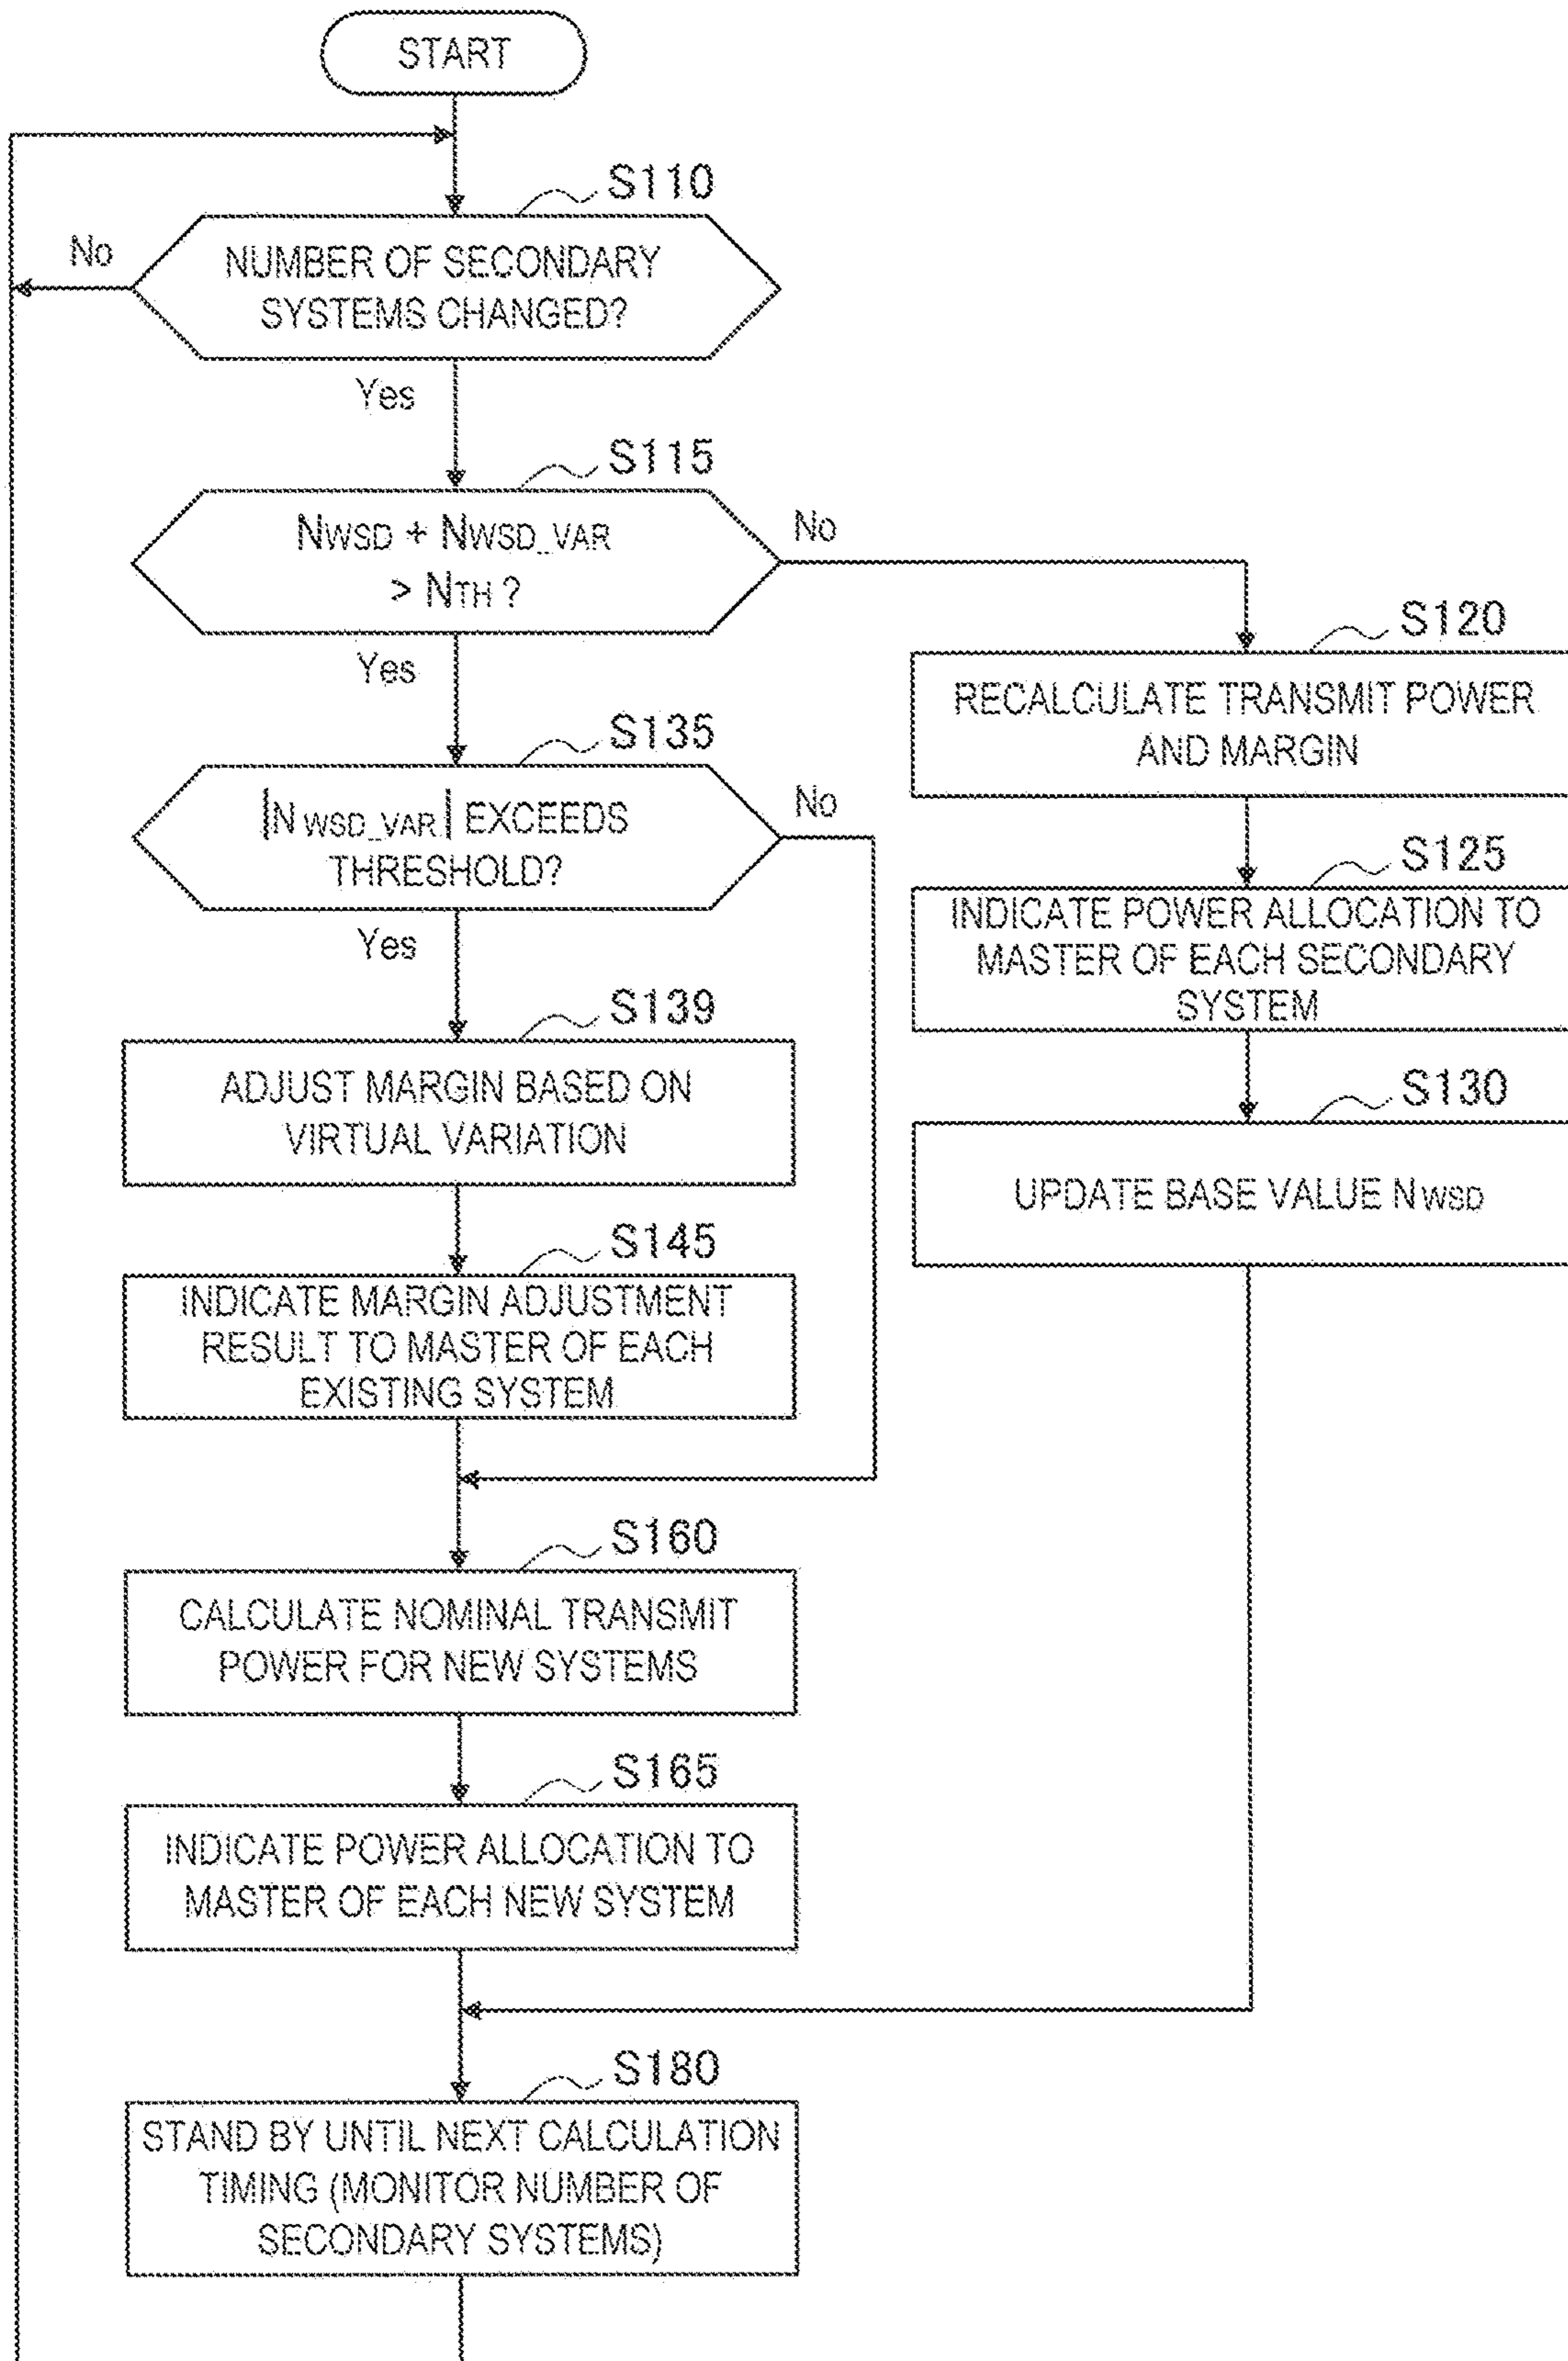 START
S110
No
NUMBER OF SECONDARY
SYSTEMS CHANGED?
Yes
S115
NWSD + NWSD_VAR
> NTH ?
No
Yes
S120
RECALCULATE TRANSMIT POWER
AND MARGIN
S135
|NWSD_VAR| EXCEEDS
THRESHOLD?
No
Yes
S125
INDICATE POWER ALLOCATION TO
MASTER OF EACH SECONDARY
SYSTEM
S139
ADJUST MARGIN BASED ON
VIRTUAL VARIATION
S130
UPDATE BASE VALUE NWSD
S145
INDICATE MARGIN ADJUSTMENT
RESULT TO MASTER OF EACH
EXISTING SYSTEM
S160
CALCULATE NOMINAL TRANSMIT
POWER FOR NEW SYSTEMS
S165
INDICATE POWER ALLOCATION TO
MASTER OF EACH NEW SYSTEM
S180
STAND BY UNTIL NEXT CALCULATION
TIMING (MONITOR NUMBER OF
SECONDARY SYSTEMS)